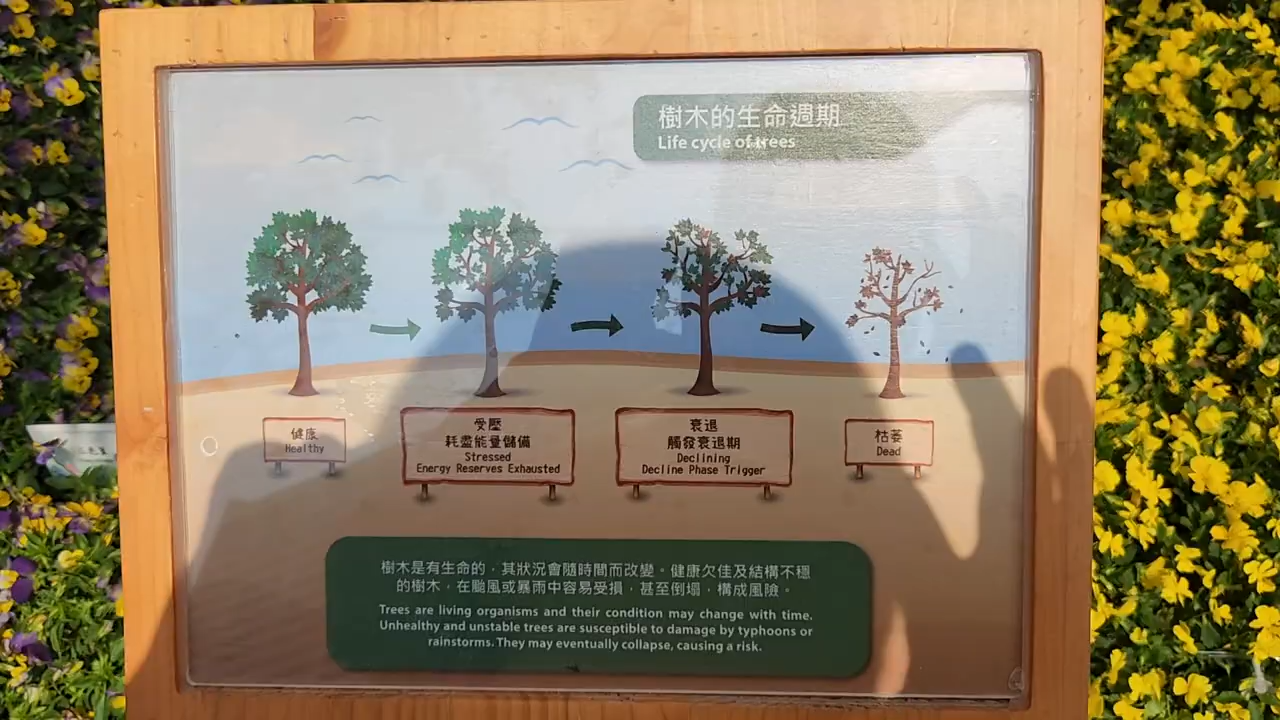 樹木的生命週期
Life cycle of trees
健康
Healthy
受壓
耗盡能量儲備
Stressed
Energy Reserves Exhausted
衰退
觸發衰退期
Declining
Decline Phase Trigger
枯萎
Dead
樹木是有生命的，其狀況會隨時間而改變。健康欠佳及結構不穩
的樹木，在颱風或暴雨中容易受損，甚至倒塌，構成風險。
Trees are living organisms and their condition may change with time.
Unhealthy and unstable trees are susceptible to damage by typhoons or
rainstorms. They may eventually collapse, causing a risk.